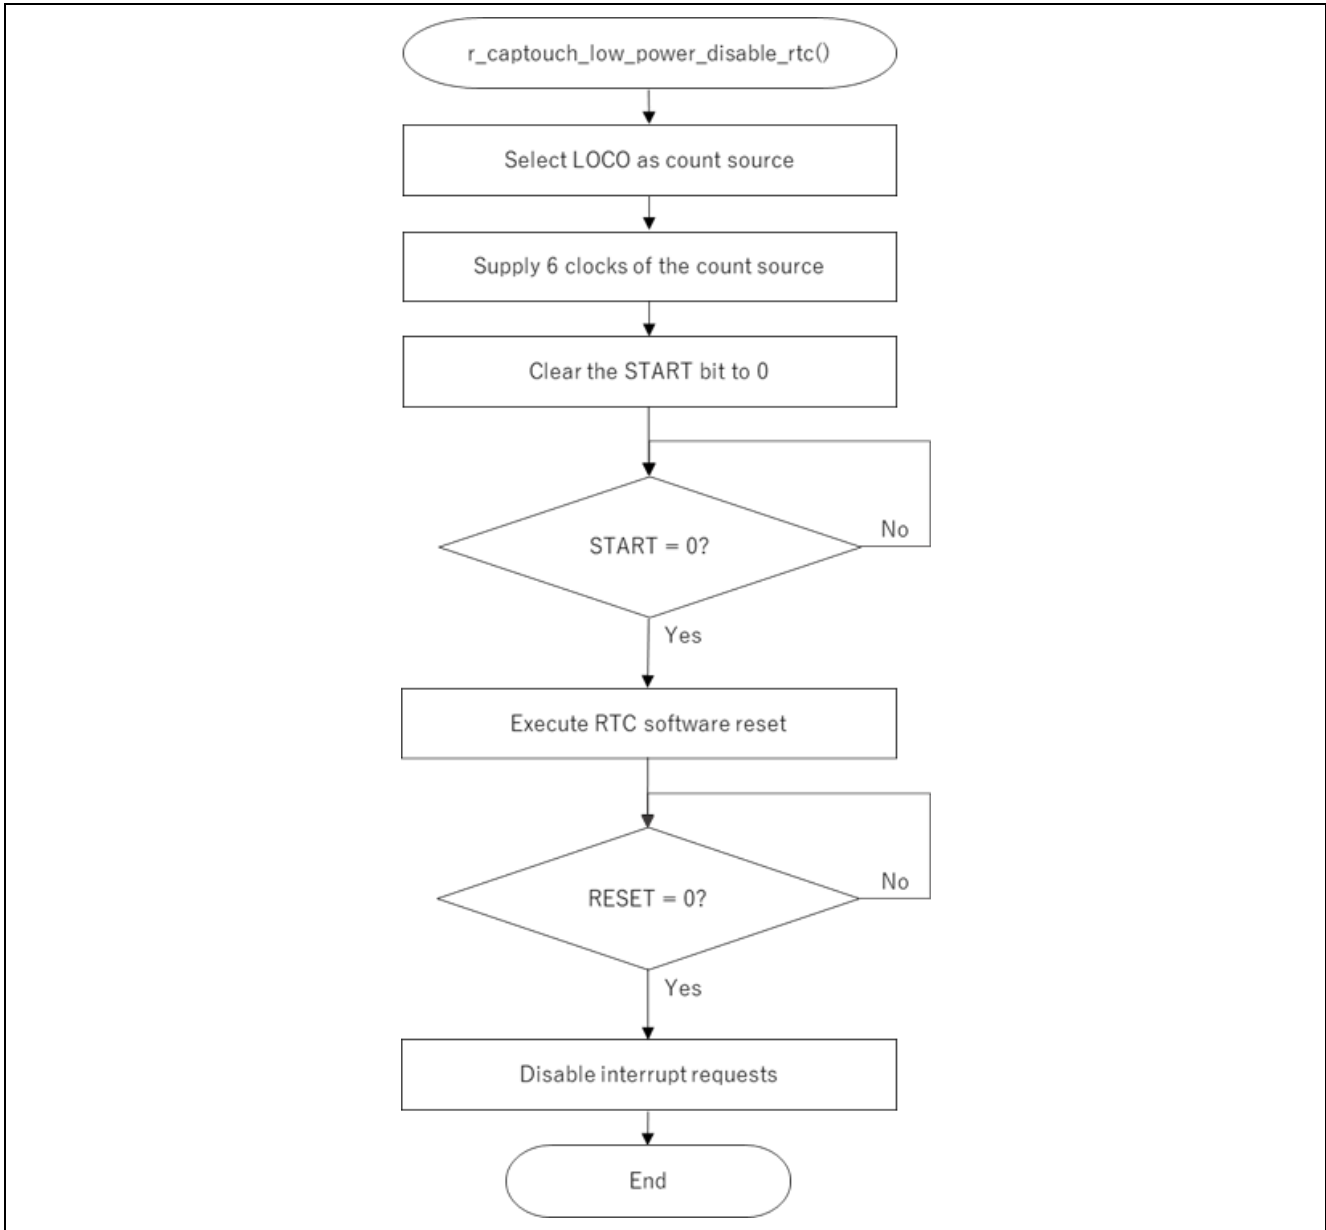 r_captouch_low_power_disable_rtc()
Select LOCO as count source
Supply 6 clocks of the count source
Clear the START bit to 0
START = 0?
No
Yes
Execute RTC software reset
RESET = 0?
No
Yes
Disable interrupt requests
End